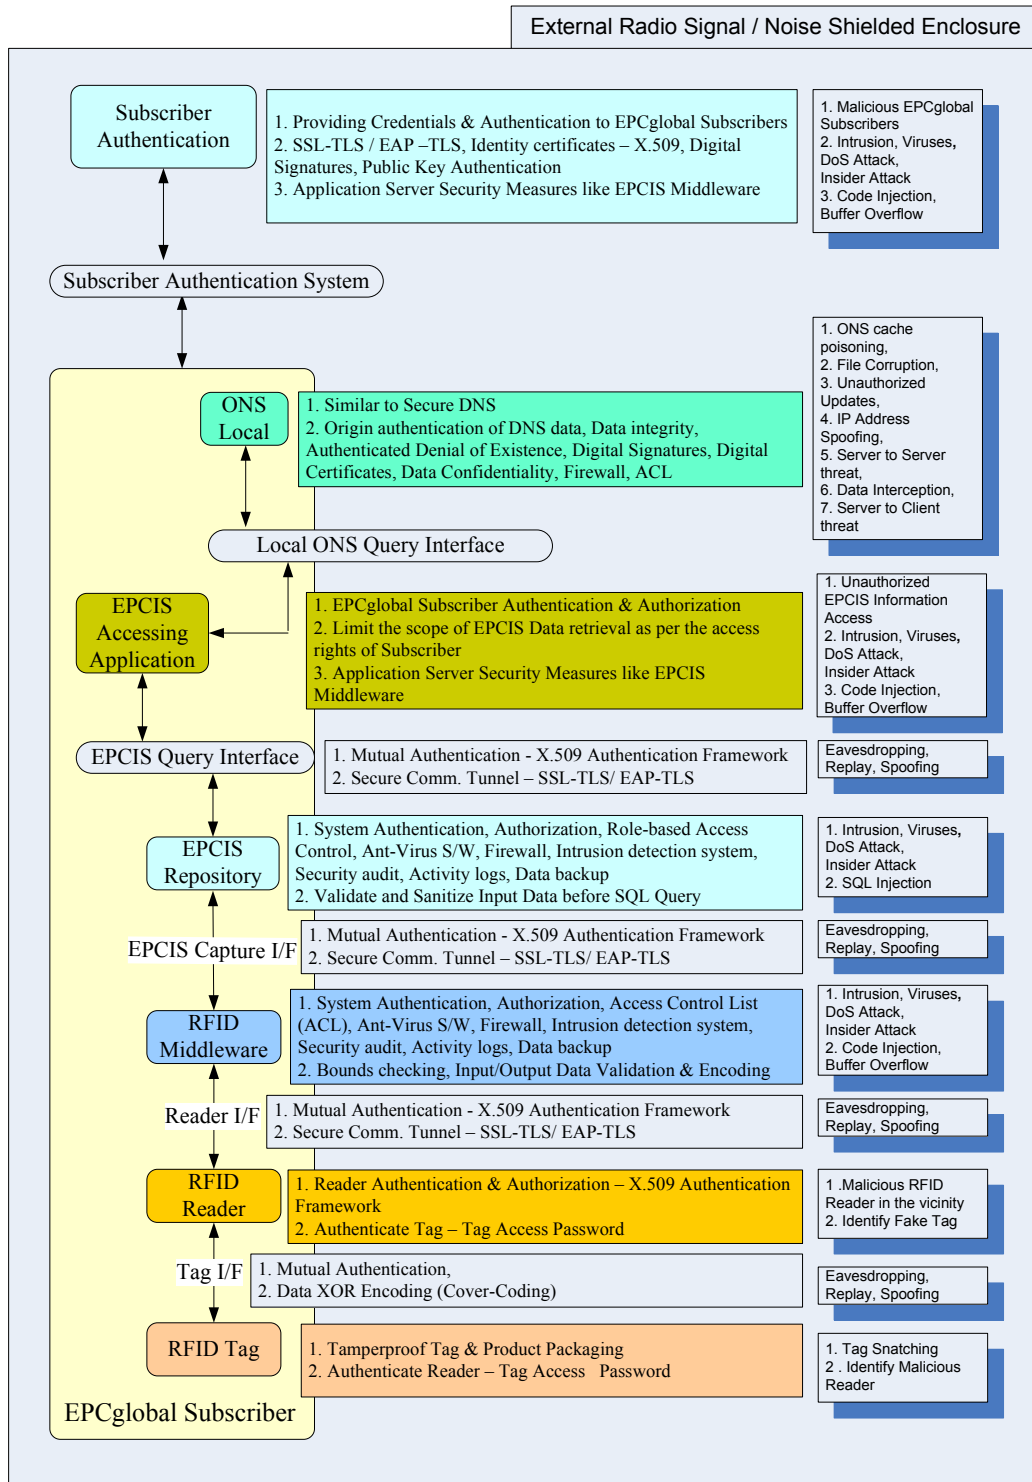 External Radio Signal / Noise Shielded Enclosure
Subscriber
Authentication
1. Providing Credentials & Authentication to EPCglobal Subscribers
2. SSL-TLS / EAP –TLS, Identity certificates – X.509, Digital
Signatures, Public Key Authentication
3. Application Server Security Measures like EPCIS Middleware
1. Malicious EPCglobal
Subscribers
2. Intrusion, Viruses,
DoS Attack,
Insider Attack
3. Code Injection,
Buffer Overflow
Subscriber Authentication System
ONS
Local
1. Similar to Secure DNS
2. Origin authentication of DNS data, Data integrity,
Authenticated Denial of Existence, Digital Signatures, Digital
Certificates, Data Confidentiality, Firewall, ACL
1. ONS cache
poisoning,
2. File Corruption,
3. Unauthorized
Updates,
4. IP Address
Spoofing,
5. Server to Server
threat,
6. Data Interception,
7. Server to Client
threat
Local ONS Query Interface
EPCIS
Accessing
Application
1. EPCglobal Subscriber Authentication & Authorization
2. Limit the scope of EPCIS Data retrieval as per the access
rights of Subscriber
3. Application Server Security Measures like EPCIS
Middleware
1. Unauthorized
EPCIS Information
Access
2. Intrusion, Viruses,
DoS Attack,
Insider Attack
3. Code Injection,
Buffer Overflow
EPCIS Query Interface
1. Mutual Authentication - X.509 Authentication Framework
2. Secure Comm. Tunnel – SSL-TLS/ EAP-TLS
Eavesdropping,
Replay, Spoofing
EPCIS
Repository
1. System Authentication, Authorization, Role-based Access
Control, Ant-Virus S/W, Firewall, Intrusion detection system,
Security audit, Activity logs, Data backup
2. Validate and Sanitize Input Data before SQL Query
1. Intrusion, Viruses,
DoS Attack,
Insider Attack
2. SQL Injection
EPCIS Capture I/F
1. Mutual Authentication - X.509 Authentication Framework
2. Secure Comm. Tunnel – SSL-TLS/ EAP-TLS
Eavesdropping,
Replay, Spoofing
RFID
Middleware
1. System Authentication, Authorization, Access Control List
(ACL), Ant-Virus S/W, Firewall, Intrusion detection system,
Security audit, Activity logs, Data backup
2. Bounds checking, Input/Output Data Validation & Encoding
1. Intrusion, Viruses,
DoS Attack,
Insider Attack
2. Code Injection,
Buffer Overflow
Reader I/F
1. Mutual Authentication - X.509 Authentication Framework
2. Secure Comm. Tunnel – SSL-TLS/ EAP-TLS
Eavesdropping,
Replay, Spoofing
RFID
Reader
1. Reader Authentication & Authorization – X.509 Authentication
Framework
2. Authenticate Tag – Tag Access Password
1 .Malicious RFID
Reader in the vicinity
2. Identify Fake Tag
Tag I/F
1. Mutual Authentication,
2. Data XOR Encoding (Cover-Coding)
Eavesdropping,
Replay, Spoofing
RFID Tag
1. Tamperproof Tag & Product Packaging
2. Authenticate Reader – Tag Access Password
1. Tag Snatching
2 . Identify Malicious
Reader
EPCglobal Subscriber